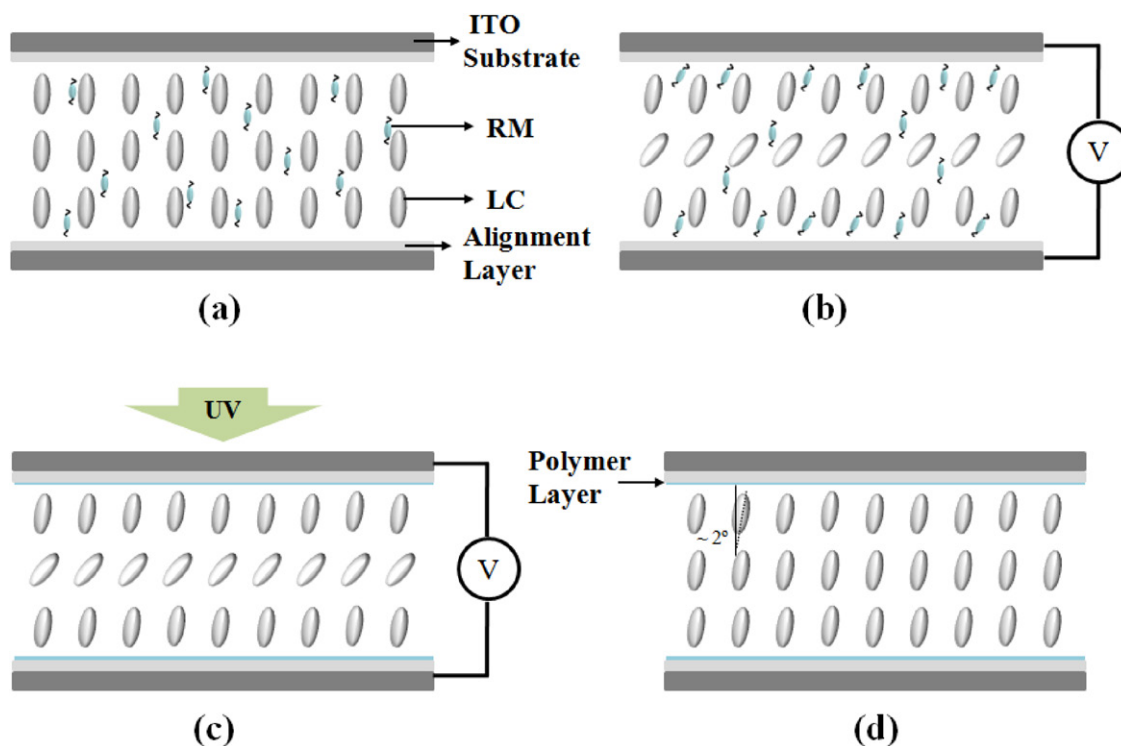 ITO
Substrate
RM
LC
Alignment
Layer
V
(a)
(b)
UV
V
Polymer
Layer
~2°
(c)
(d)